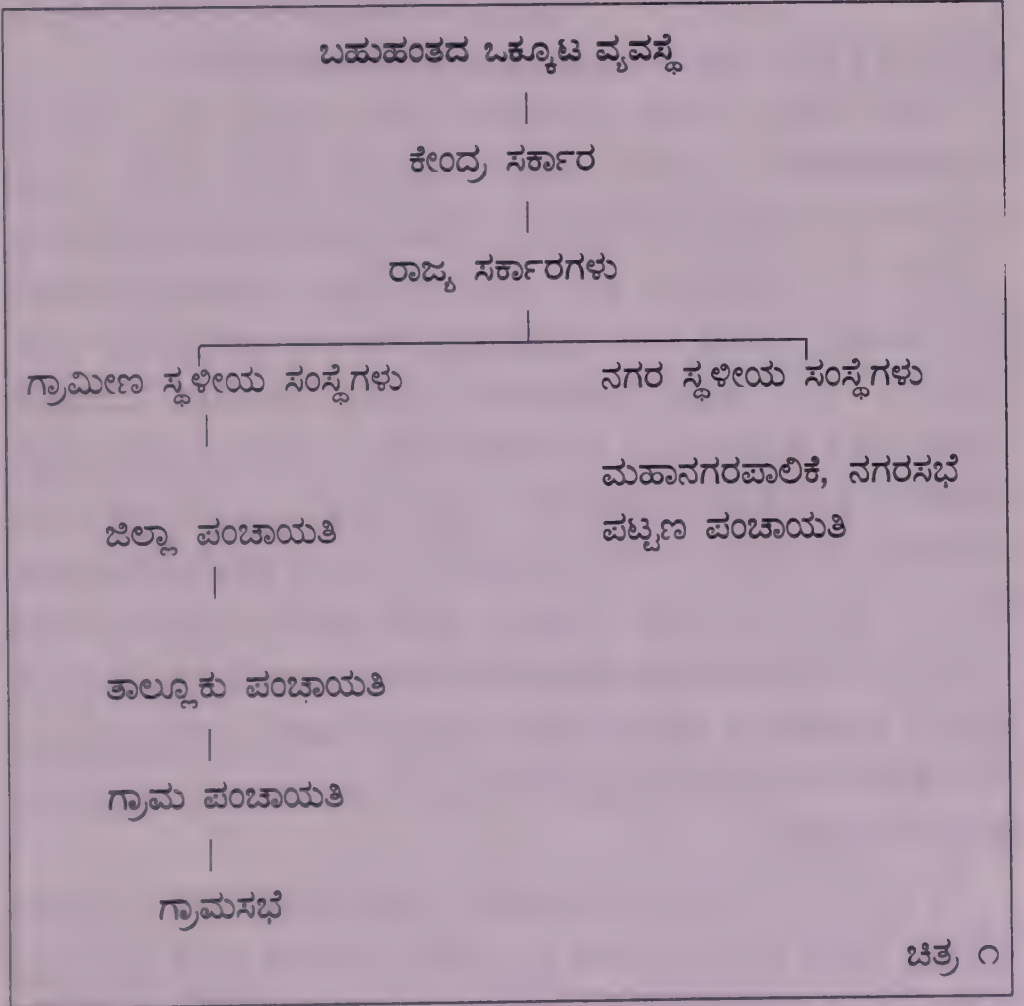 ಬಹುಹಂತದ ಒಕ್ಕೂಟ ವ್ಯವಸ್ಥೆ
ಕೇಂದ್ರ ಸರ್ಕಾರ
ರಾಜ್ಯ ಸರ್ಕಾರಗಳು
ಗ್ರಾಮೀಣ ಸ್ಥಳೀಯ ಸಂಸ್ಥೆಗಳು
ನಗರ ಸ್ಥಳೀಯ ಸಂಸ್ಥೆಗಳು
ಮಹಾನಗರಪಾಲಿಕೆ, ನಗರಸಭೆ
ಪಟ್ಟಣ ಪಂಚಾಯತಿ
ಜಿಲ್ಲಾ ಪಂಚಾಯತಿ
ತಾಲ್ಲೂಕು ಪಂಚಾಯತಿ
ಗ್ರಾಮ ಪಂಚಾಯತಿ
ಗ್ರಾಮಸಭೆ
ಚಿತ್ರ ೧